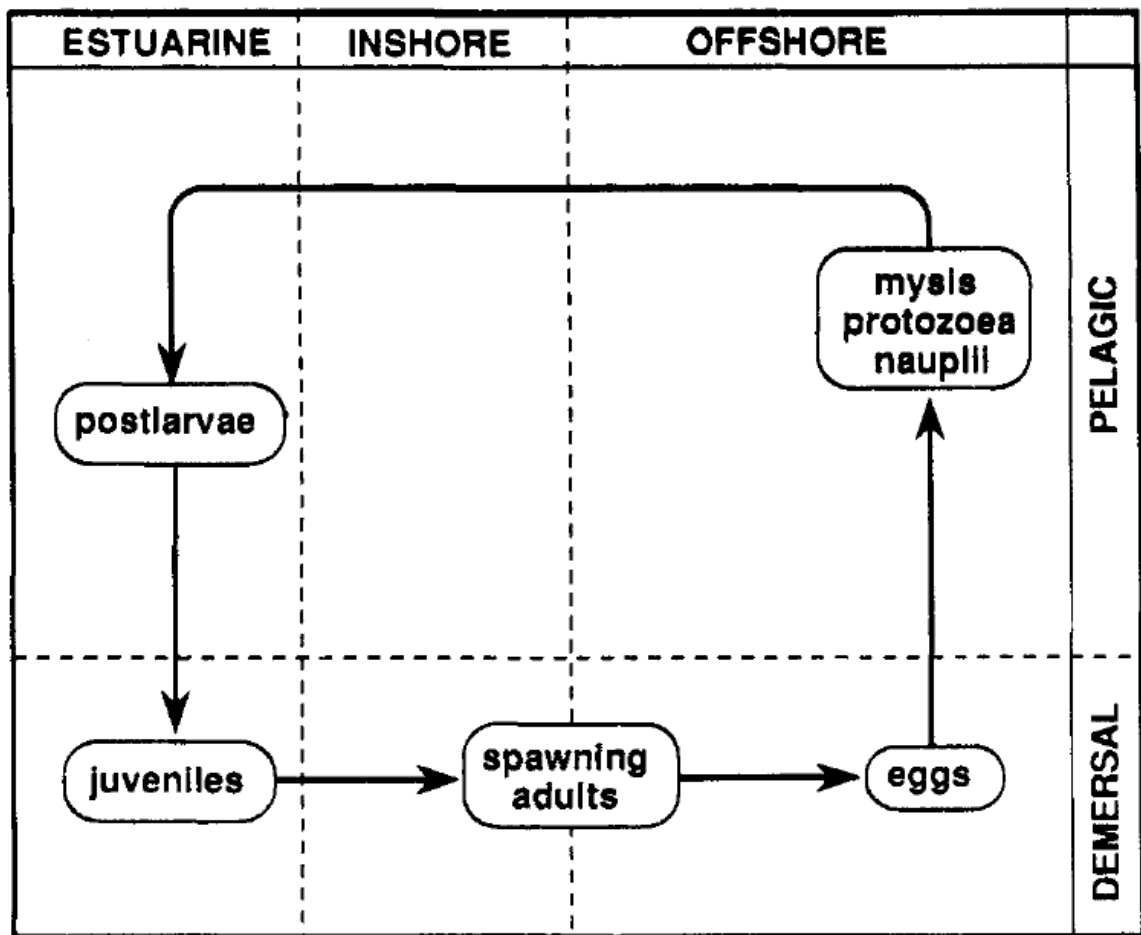 ESTUARINE
INSHORE
OFFSHORE
mysis
protozoea
nauplii
PELAGIC
postlarvae
juveniles
spawning
adults
eggs
DEMERSAL